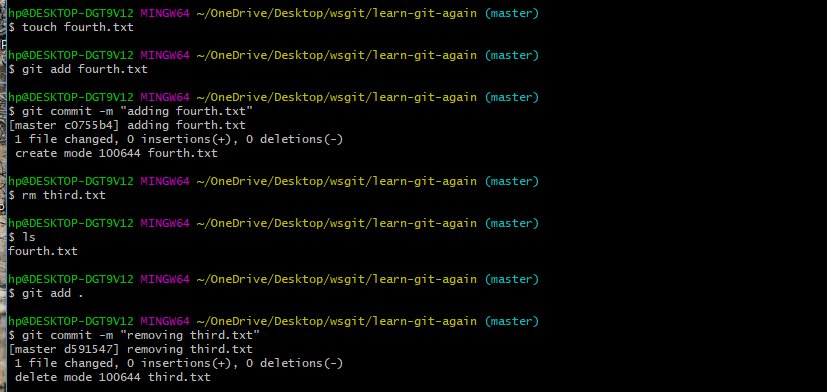 hp@DESKTOP-DGT9V12 MINGW64 ~/OneDrive/Desktop/wsgit/learn-git-again (master)
$ touch fourth.txt
hp@DESKTOP-DGT9V12 MINGW64 ~/OneDrive/Desktop/wsgit/learn-git-again (master)
$ git add fourth.txt
hp@DESKTOP-DGT9V12 MINGW64 ~/OneDrive/Desktop/wsgit/learn-git-again (master)
$ git commit -m "adding fourth.txt"
[master c0755b4] adding fourth.txt
 1 file changed, 0 insertions(+), 0 deletions(-)
 create mode 100644 fourth.txt
hp@DESKTOP-DGT9V12 MINGW64 ~/OneDrive/Desktop/wsgit/learn-git-again (master)
$ rm third.txt
hp@DESKTOP-DGT9V12 MINGW64 ~/OneDrive/Desktop/wsgit/learn-git-again (master)
$ ls
fourth.txt
hp@DESKTOP-DGT9V12 MINGW64 ~/OneDrive/Desktop/wsgit/learn-git-again (master)
$ git add .
hp@DESKTOP-DGT9V12 MINGW64 ~/OneDrive/Desktop/wsgit/learn-git-again (master)
$ git commit -m "removing third.txt"
[master d591547] removing third.txt
 1 file changed, 0 insertions(+), 0 deletions(-)
 delete mode 100644 third.txt